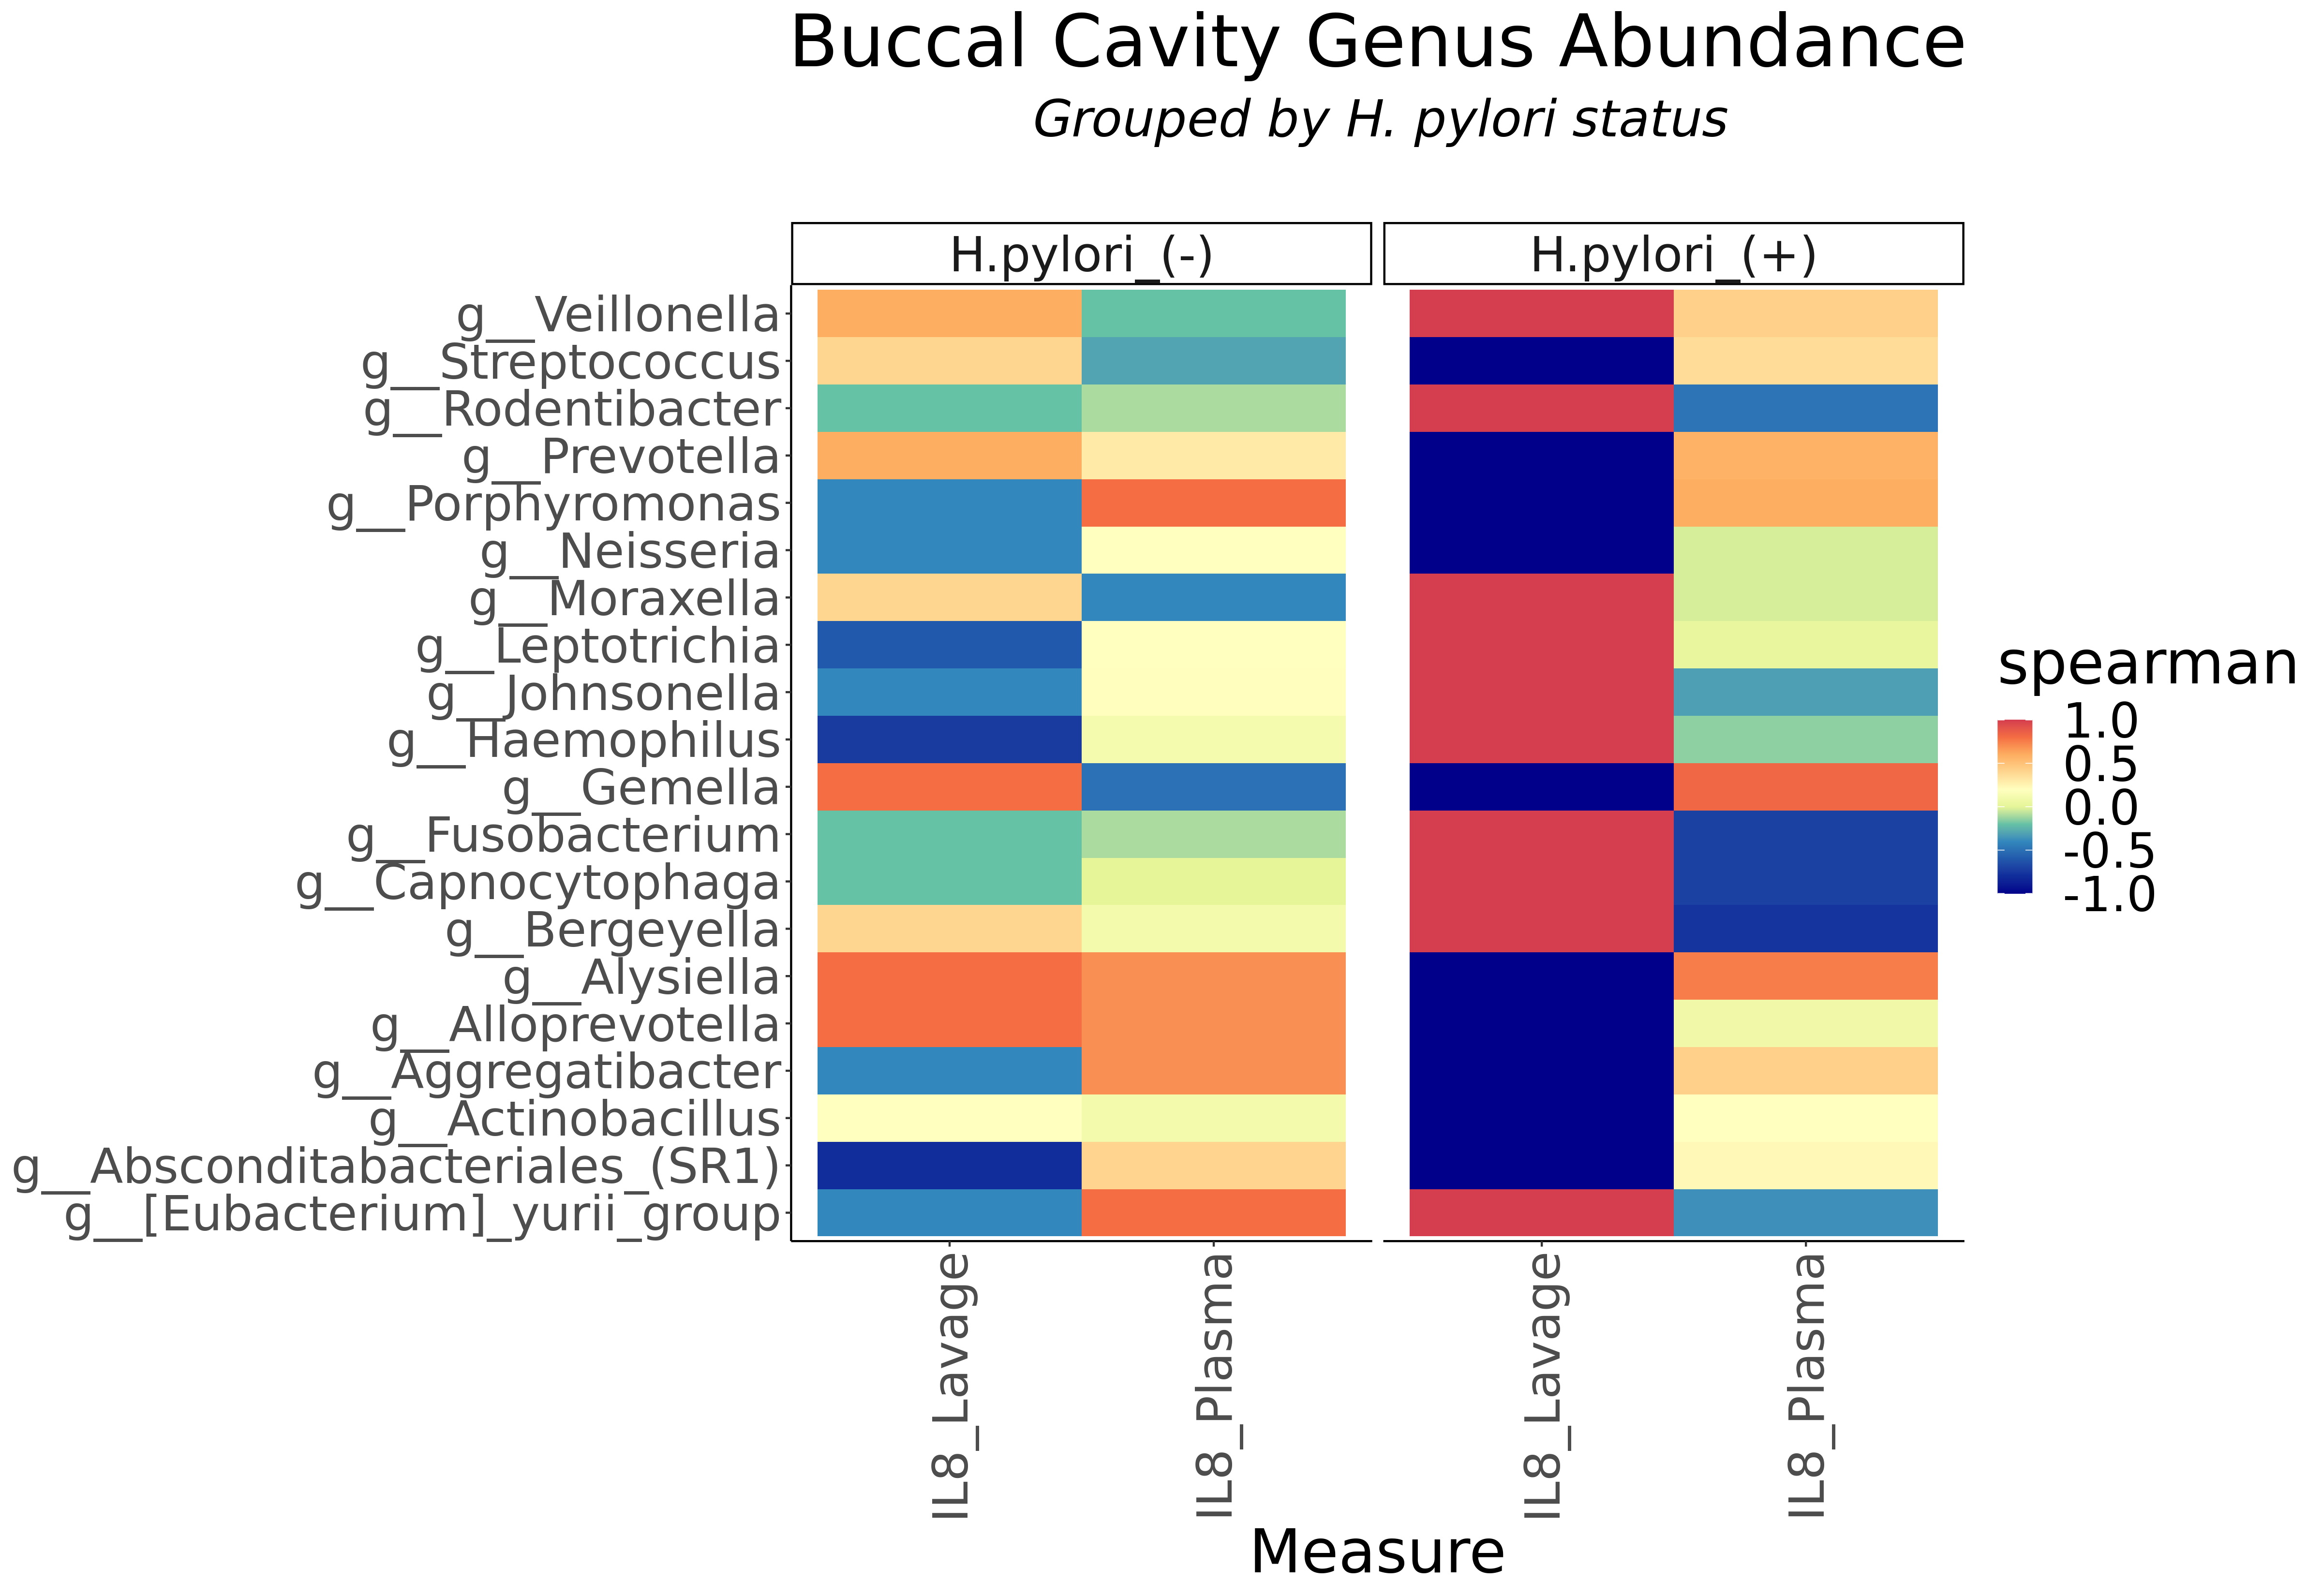 Buccal Cavity Genus Abundance
Grouped by H. pylori status
H.pylori_(-)
H.pylori_(+)
g__Veillonella
g__Streptococcus
g__Rodentibacter
g__Prevotella
g__Porphyromonas
g__Neisseria
g__Moraxella
g__Leptotrichia
g__Johnsonella
g__Haemophilus
g__Gemella
g__Fusobacterium
g__Capnocytophaga
g__Bergeyella
g__Alysiella
g__Alloprevotella
g__Aggregatibacter
g__Actinobacillus
g__Absconditabacteriales_(SR1)
g__[Eubacterium]_yurii_group
IL8_Lavage
IL8_Plasma
IL8_Lavage
IL8_Plasma
Measure
spearman
1.0
0.5
0.0
-0.5
-1.0